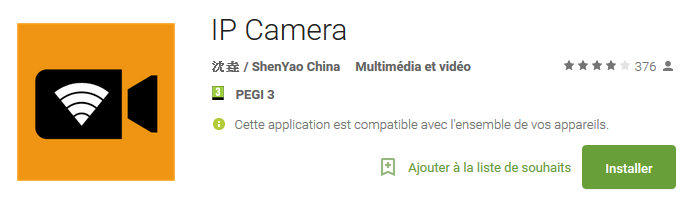 IP Camera
沈垚 / ShenYao China Multimédia et vidéo 376
3 PEGI 3
Cette application est compatible avec l'ensemble de vos appareils.
Ajouter à la liste de souhaits Installer